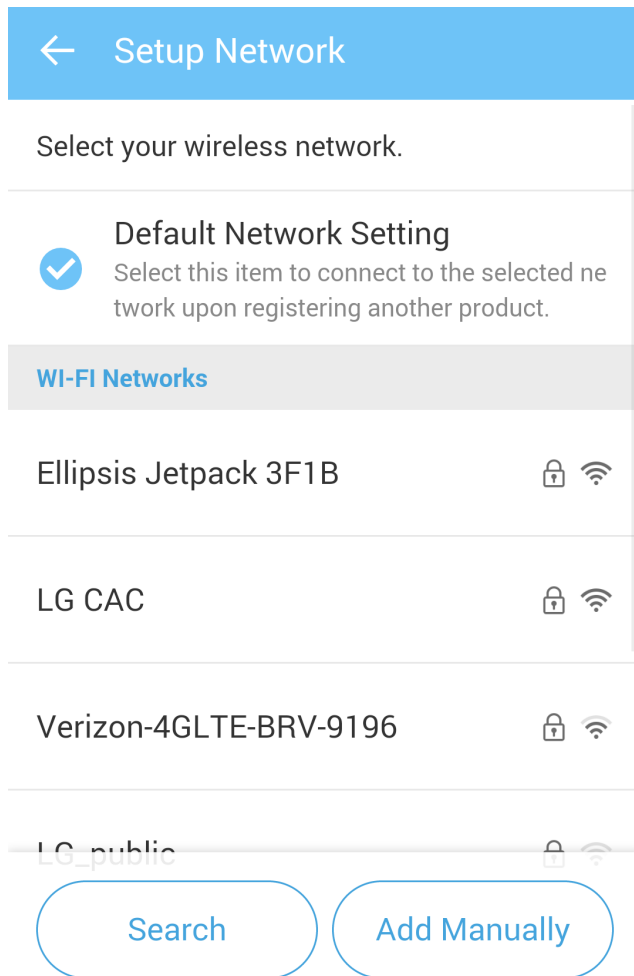 Setup Network
Select your wireless network.
Default Network Setting
Select this item to connect to the selected ne
twork upon registering another product.
WI-FI Networks
Ellipsis Jetpack 3F1B
LG CAC
Verizon-4GLTE-BRV-9196
LG_public
Search
Add Manually